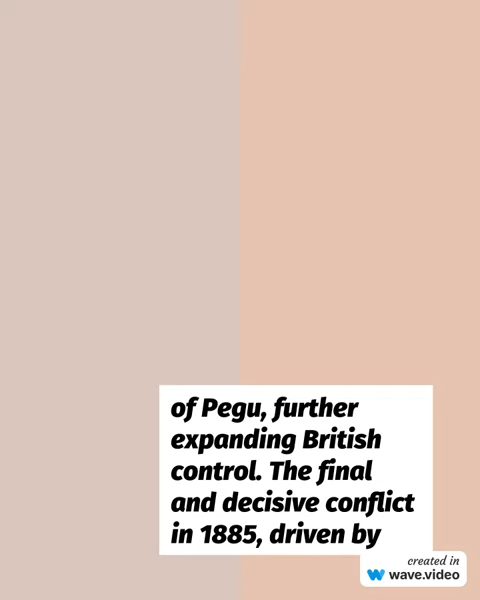 of Pegu, further
expanding British
control. The final
and decisive conflict
in 1885, driven by
created in
wave.video